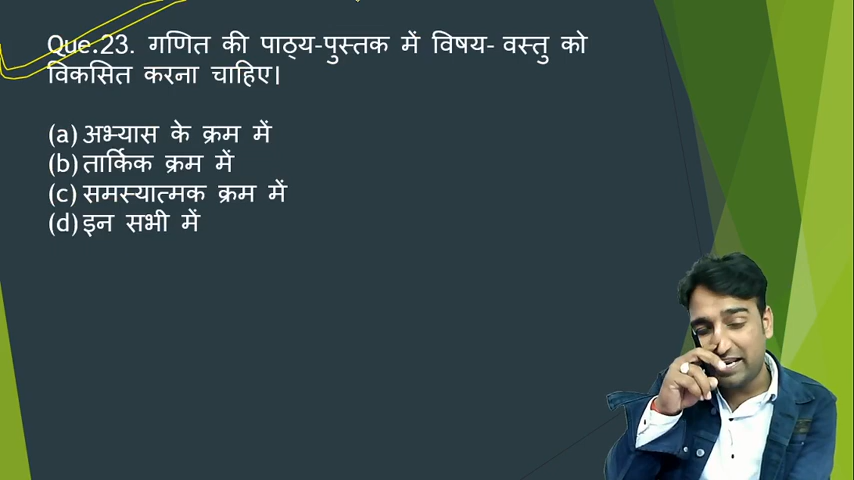 Que.23. गणित की पाठ्य-पुस्तक में विषय- वस्तु को
विकसित करना चाहिए।
(a) अभ्यास के क्रम में
(b) तार्किक क्रम में
(c) समस्यात्मक क्रम में
(d) इन सभी में